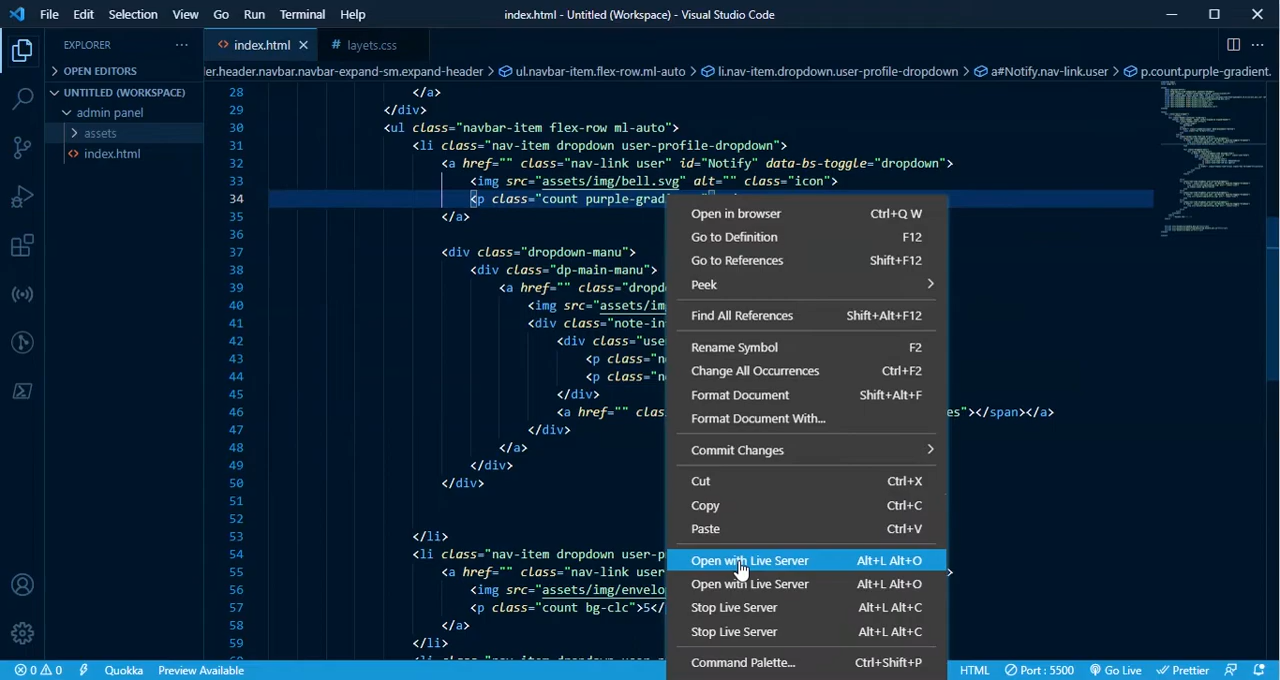 File Edit Selection View Go Run Terminal Help index.html - Untitled (Workspace) - Visual Studio Code
EXPLORER ··· <> index.html × # layets.css ···
OPEN EDITORS
UNTITLED (WORKSPACE)
admin panel
assets
<> index.html
ler.header.navbar.navbar-expand-sm.expand-header > ul.navbar-item.flex-row.ml-auto > li.nav-item.dropdown.user-profile-dropdown > a#Notify.nav-link.user > p.count.purple-gradient.
28 </a>
29 </div>
30 <ul class="navbar-item flex-row ml-auto">
31 <li class="nav-item dropdown user-profile-dropdown">
32 <a href="" class="nav-link user" id="Notify" data-bs-toggle="dropdown">
33 <img src="assets/img/bell.svg" alt="" class="icon">
34 <p class="count purple-grad
35 </a>
36
37 <div class="dropdown-manu">
38 <div class="dp-main-manu">
39 <a href="" class="dropd
40 <img src="assets/im
41 <div class="note-in
42 <div class="use
43 <p class="n
44 <p class="n
45 </div>
46 <a href="" clas es"></span></a>
47 </div>
48 </a>
49 </div>
50 </div>
51
52
53 </li>
54 <li class="nav-item dropdown user-p
55 <a href="" class="nav-link user >
56 <img src="assets/img/envelo
57 <p class="count bg-clc">5</
58 </a>
59 </li>
Open in browser Ctrl+Q W
Go to Definition F12
Go to References Shift+F12
Peek >
Find All References Shift+Alt+F12
Rename Symbol F2
Change All Occurrences Ctrl+F2
Format Document Shift+Alt+F
Format Document With...
Commit Changes >
Cut Ctrl+X
Copy Ctrl+C
Paste Ctrl+V
Open with Live Server Alt+L Alt+O
Open with Live Server Alt+L Alt+O
Stop Live Server Alt+L Alt+C
Stop Live Server Alt+L Alt+C
Command Palette... Ctrl+Shift+P
0 0 Quokka Preview Available HTML Port : 5500 Go Live Prettier